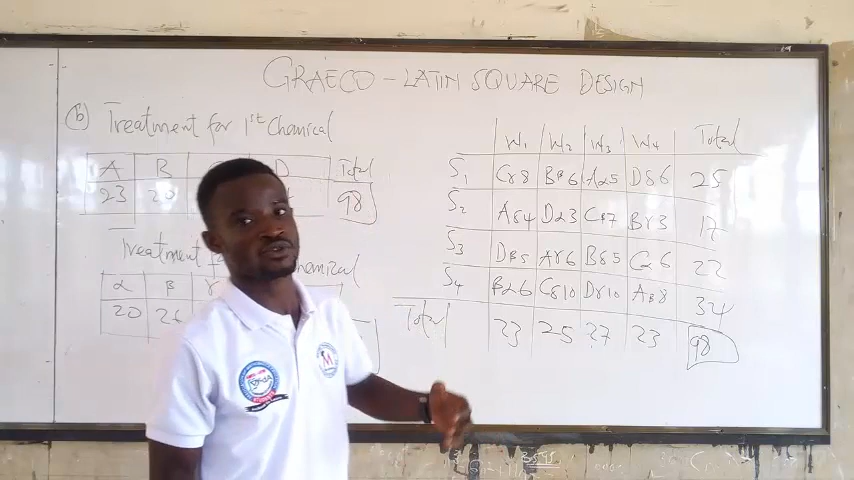 GRAECO - LATIN SQUARE DESIGN
(b) Treatment for 1st Chemical
A B D Total
23 20 98
Treatment hemical
α β γ
20 26
W1 W2 W3 W4 Total
S1 Cγ8 Bβ6 Aα5 Dδ6 25
S2 Aδ4 Dα3 Cβ7 Bγ3 17
S3 Dβ5 Aγ6 Bδ5 Cα6 22
S4 Bα6 Cδ10 Dγ10 Aβ8 34
Total 23 25 27 23 98